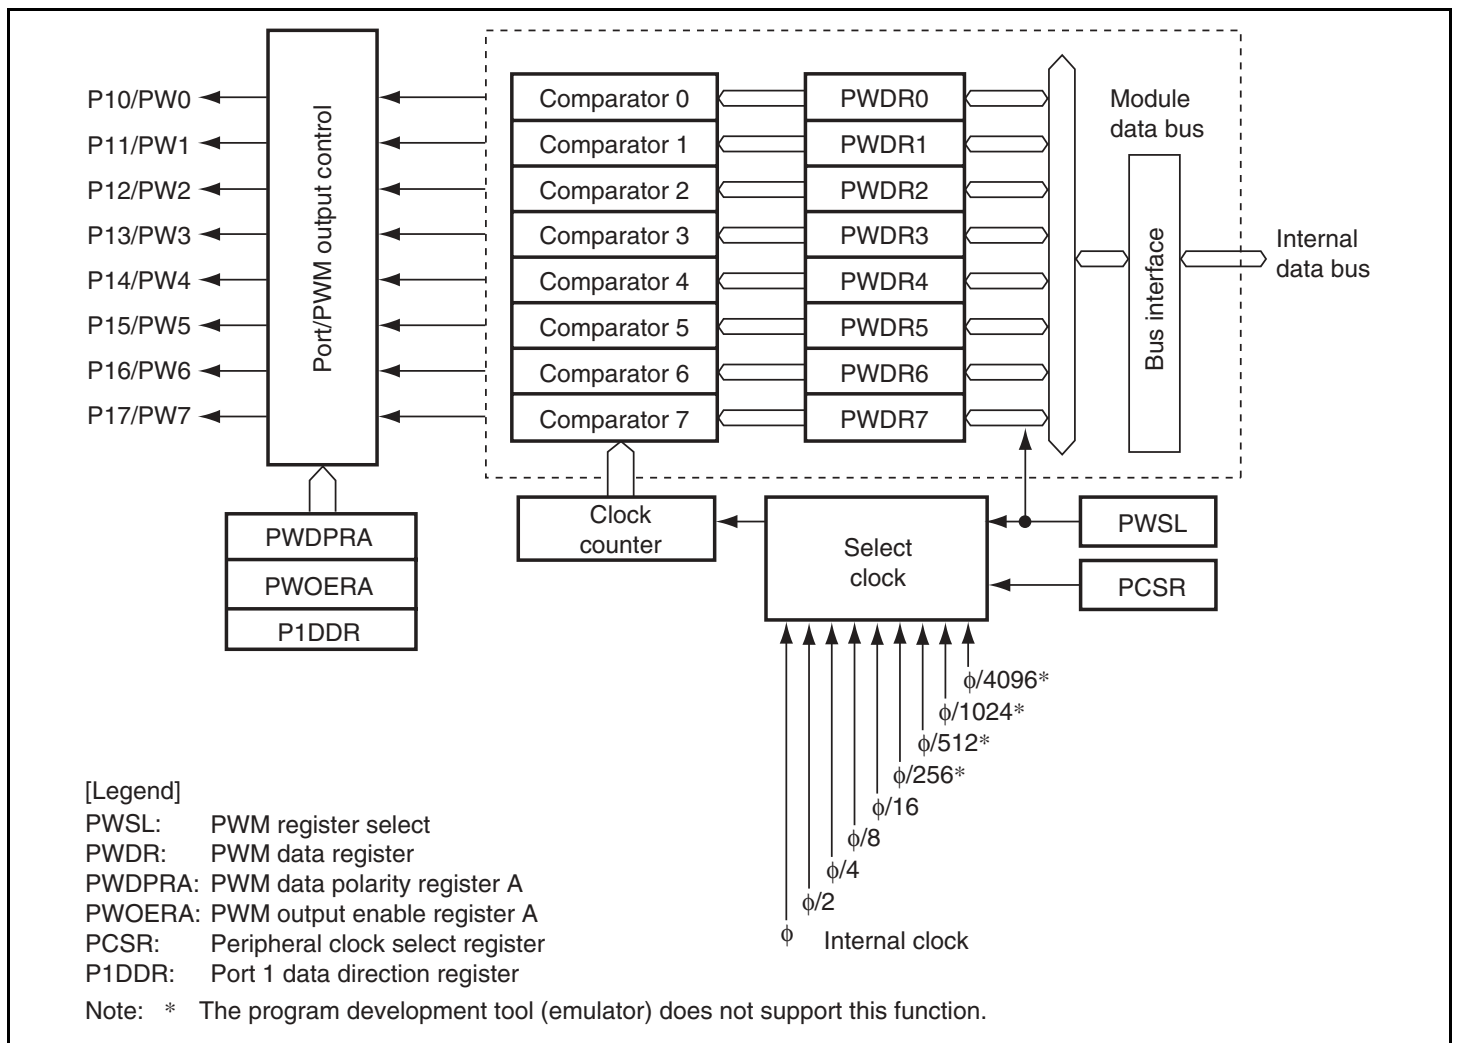 P10/PW0
P11/PW1
P12/PW2
P13/PW3
P14/PW4
P15/PW5
P16/PW6
P17/PW7
Port/PWM output control
Comparator 0
Comparator 1
Comparator 2
Comparator 3
Comparator 4
Comparator 5
Comparator 6
Comparator 7
PWDR0
PWDR1
PWDR2
PWDR3
PWDR4
PWDR5
PWDR6
PWDR7
Module
data bus
Bus interface
Internal
data bus
PWDPRA
PWOERA
P1DDR
Clock
counter
Select
clock
PWSL
PCSR
ϕ/4096*
ϕ/1024*
ϕ/512*
ϕ/256*
ϕ/16
ϕ/8
ϕ/4
ϕ/2
ϕ Internal clock
[Legend]
PWSL: PWM register select
PWDR: PWM data register
PWDPRA: PWM data polarity register A
PWOERA: PWM output enable register A
PCSR: Peripheral clock select register
P1DDR: Port 1 data direction register
Note: * The program development tool (emulator) does not support this function.